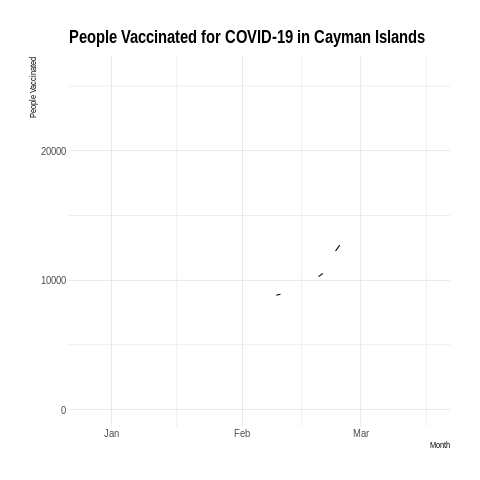 People Vaccinated for COVID-19 in Cayman Islands
People Vaccinated
20000
10000
0
Jan Feb Mar
Month